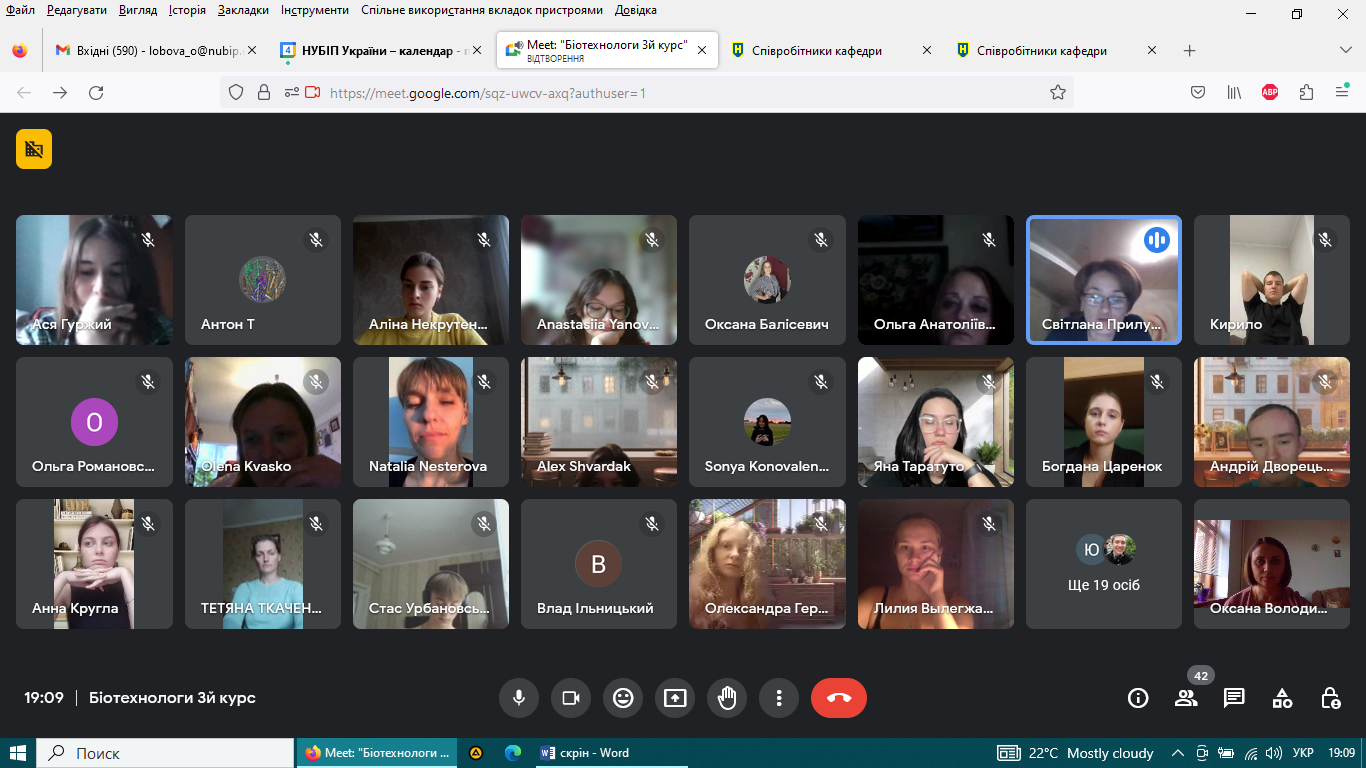 Файл Редагувати Вигляд Історія Закладки Інструменти Спільне використання вкладок пристроями Довідка
Вхідні (590) - lobova_o@nubip.
НУБІП України – календар -
Meet: "Біотехнологи 3й курс"
ВІДТВОРЕННЯ
Співробітники кафедри
Співробітники кафедри
https://meet.google.com/sqz-uwcv-axq?authuser=1
ABP
Ася Гуржий
Антон Т
Аліна Некрутен...
Anastasiia Yanov...
Оксана Балісевич
Ольга Анатоліїв...
Світлана Прилу...
Кирило
О
Ольга Романовс...
Olena Kvasko
Natalia Nesterova
Alex Shvardak
Sonya Konovalen...
Яна Таратуто
Богдана Царенок
Андрій Дворець...
Анна Кругла
ТЕТЯНА ТКАЧЕН...
Стас Урбановсь...
В
Влад Ільницький
Олександра Гер...
Лилия Вылегжа...
Ю
Ще 19 осіб
Оксана Володи...
19:09 | Біотехнологи 3й курс
42
Поиск
Meet: "Біотехнологи ...
скрін - Word
22°C Mostly cloudy
УКР
19:09